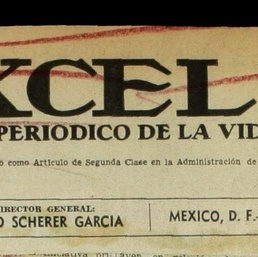 XCEL
PERIODICO DE LA VID
o como Artículo de Segunda Clase en la Administración de
DIRECTOR GENERAL:
O SCHERER GARCIA
MEXICO, D. F.